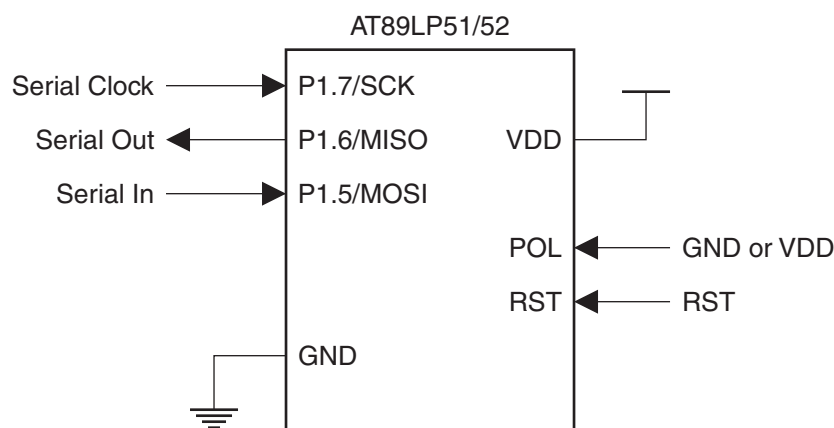 AT89LP51/52
Serial Clock P1.7/SCK
Serial Out P1.6/MISO VDD
Serial In P1.5/MOSI
POL GND or VDD
RST RST
GND